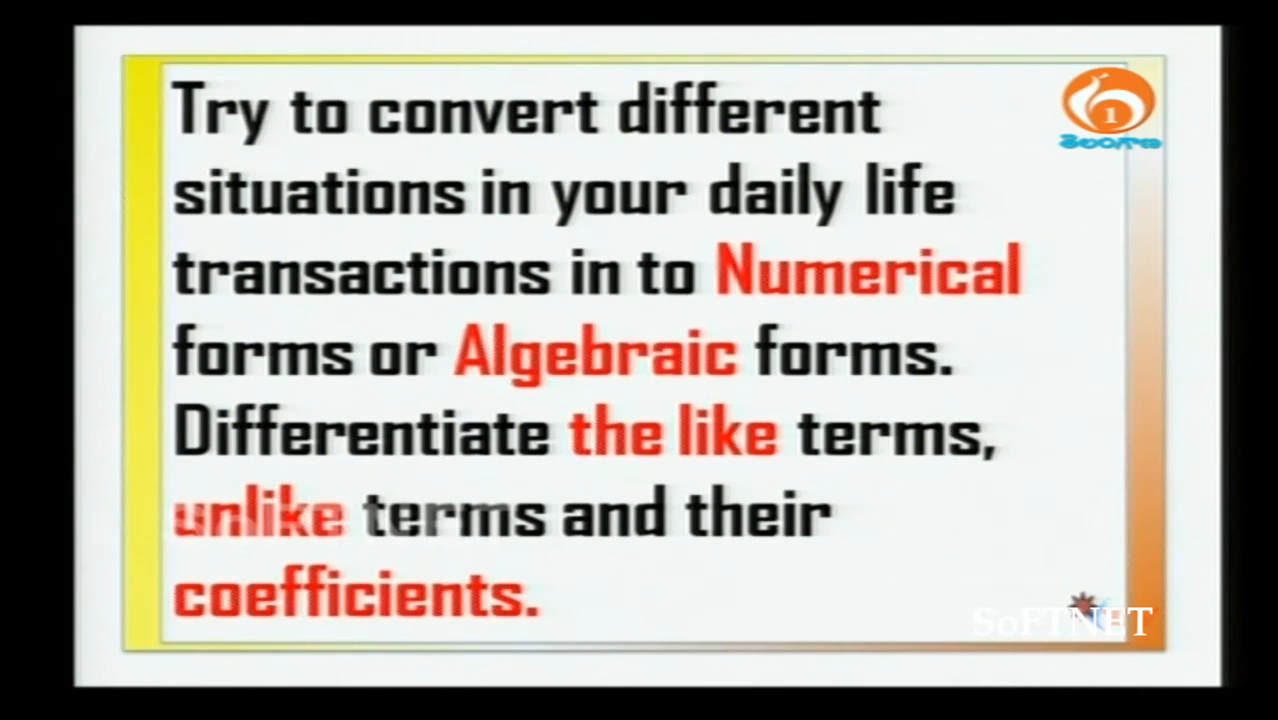 Try to convert different
situations in your daily life
transactions in to Numerical
forms or Algebraic forms.
Differentiate the like terms,
unlike terms and their
coefficients.
1
తెలంగాణ
SoFTNET